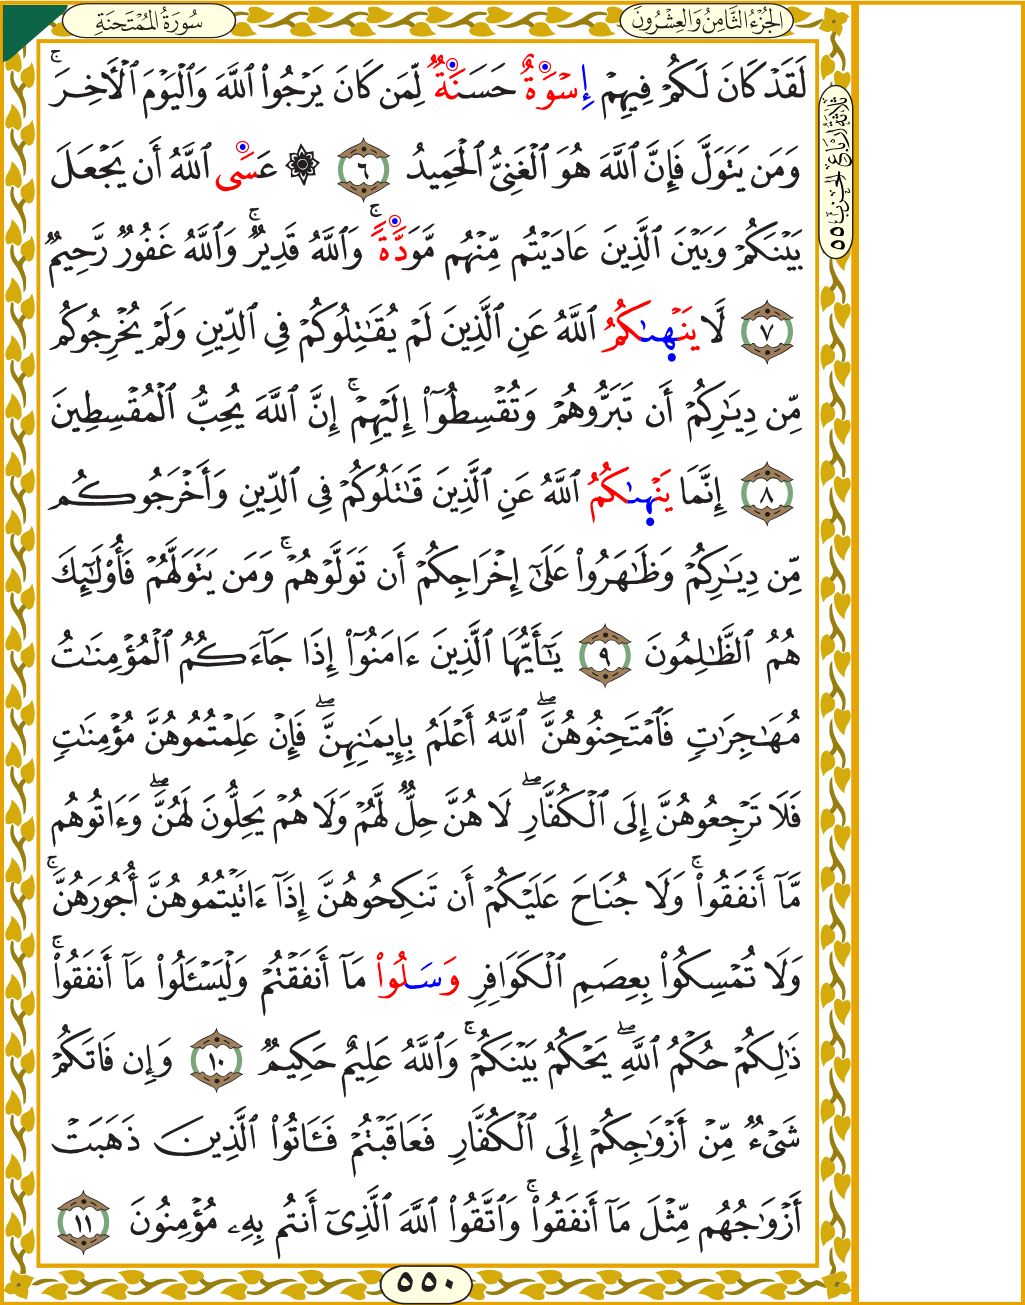 سُورَةُ المُمْتَحنَةِ
الجُزْءُ الثَّامِنُ وَالعِشْرُونَ
لَقَدْ كَانَ لَكُمْ فِيهِمْ إِسْوَةٌ حَسَنَةٌ لِّمَن كَانَ يَرْجُوا۟ ٱللَّهَ وَٱلْيَوْمَ ٱلْأَخِرَۚ
وَمَن يَتَوَلَّ فَإِنَّ ٱللَّهَ هُوَ ٱلْغَنِىُّ ٱلْحَمِيدُ ٦ ۞ عَسَى ٱللَّهُ أَن يَجْعَلَ
بَيْنَكُمْ وَبَيْنَ ٱلَّذِينَ عَادَيْتُم مِّنْهُم مَّوَدَّةًۚ وَٱللَّهُ قَدِيرٌۚ وَٱللَّهُ غَفُورٌ رَّحِيمٌ
٧ لَّا يَنْهَىٰكُمُ ٱللَّهُ عَنِ ٱلَّذِينَ لَمْ يُقَٰتِلُوكُمْ فِى ٱلدِّينِ وَلَمْ يُخْرِجُوكُم
مِّن دِيَٰرِكُمْ أَن تَبَرُّوهُمْ وَتُقْسِطُوٓا۟ إِلَيْهِمْۚ إِنَّ ٱللَّهَ يُحِبُّ ٱلْمُقْسِطِينَ
٨ إِنَّمَا يَنْهَىٰكُمُ ٱللَّهُ عَنِ ٱلَّذِينَ قَٰتَلُوكُمْ فِى ٱلدِّينِ وَأَخْرَجُوكُم
مِّن دِيَٰرِكُمْ وَظَٰهَرُوا۟ عَلَىٰٓ إِخْرَاجِكُمْ أَن تَوَلَّوْهُمْۚ وَمَن يَتَوَلَّهُمْ فَأُو۟لَٰٓئِكَ
هُمُ ٱلظَّٰلِمُونَ ٩ يَٰٓأَيُّهَا ٱلَّذِينَ ءَامَنُوٓا۟ إِذَا جَآءَكُمُ ٱلْمُؤْمِنَٰتُ
مُهَٰجِرَٰتٍ فَٱمْتَحِنُوهُنَّۖ ٱللَّهُ أَعْلَمُ بِإِيمَٰنِهِنَّۖ فَإِنْ عَلِمْتُمُوهُنَّ مُؤْمِنَٰتٍ
فَلَا تَرْجِعُوهُنَّ إِلَى ٱلْكُفَّارِۖ لَا هُنَّ حِلٌّ لَّهُمْ وَلَا هُمْ يَحِلُّونَ لَهُنَّۖ وَءَاتُوهُم
مَّآ أَنفَقُوا۟ۚ وَلَا جُنَاحَ عَلَيْكُمْ أَن تَنكِحُوهُنَّ إِذَآ ءَاتَيْتُمُوهُنَّ أُجُورَهُنَّۚ
وَلَا تُمْسِكُوا۟ بِعِصَمِ ٱلْكَوَافِرِ وَسَلُوا۟ مَآ أَنفَقْتُمْ وَلْيَسْـَٔلُوا۟ مَآ أَنفَقُوا۟ۚ
ذَٰلِكُمْ حُكْمُ ٱللَّهِۖ يَحْكُمُ بَيْنَكُمْۚ وَٱللَّهُ عَلِيمٌ حَكِيمٌ ١٠ وَإِن فَاتَكُمْ
شَىْءٌ مِّنْ أَزْوَٰجِكُمْ إِلَى ٱلْكُفَّارِ فَعَاقَبْتُمْ فَـَٔاتُوا۟ ٱلَّذِينَ ذَهَبَتْ
أَزْوَٰجُهُم مِّثْلَ مَآ أَنفَقُوا۟ۚ وَٱتَّقُوا۟ ٱللَّهَ ٱلَّذِىٓ أَنتُم بِهِۦ مُؤْمِنُونَ ١١
ثَلَاثَةُ أَرْبَاعِ الحِزْبِ ٥٥
٥٥٠